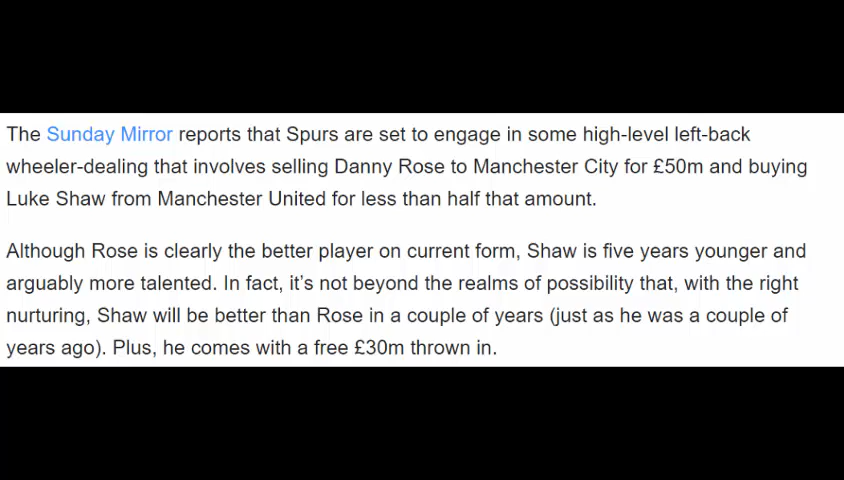 The Sunday Mirror reports that Spurs are set to engage in some high-level left-back
wheeler-dealing that involves selling Danny Rose to Manchester City for £50m and buying
Luke Shaw from Manchester United for less than half that amount.
Although Rose is clearly the better player on current form, Shaw is five years younger and
arguably more talented. In fact, it’s not beyond the realms of possibility that, with the right
nurturing, Shaw will be better than Rose in a couple of years (just as he was a couple of
years ago). Plus, he comes with a free £30m thrown in.